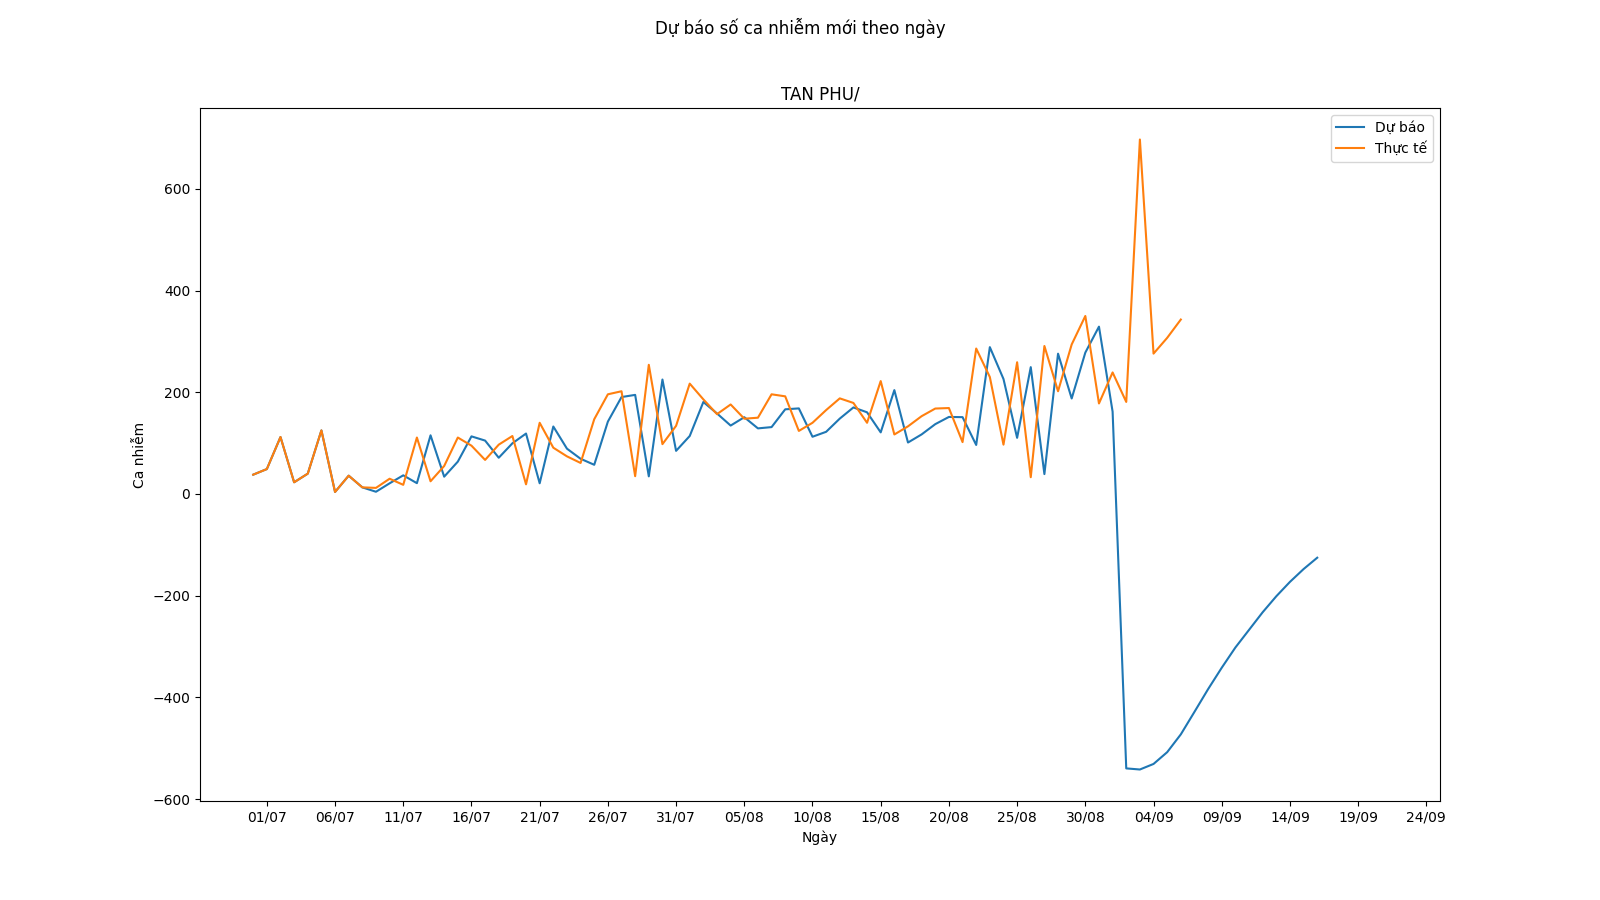 Dự báo số ca nhiễm mới theo ngày
TAN PHU/
Dự báo
Thực tế
Ca nhiễm
600
400
200
0
−200
−400
−600
01/07 06/07 11/07 16/07 21/07 26/07 31/07 05/08 10/08 15/08 20/08 25/08 30/08 04/09 09/09 14/09 19/09 24/09
Ngày